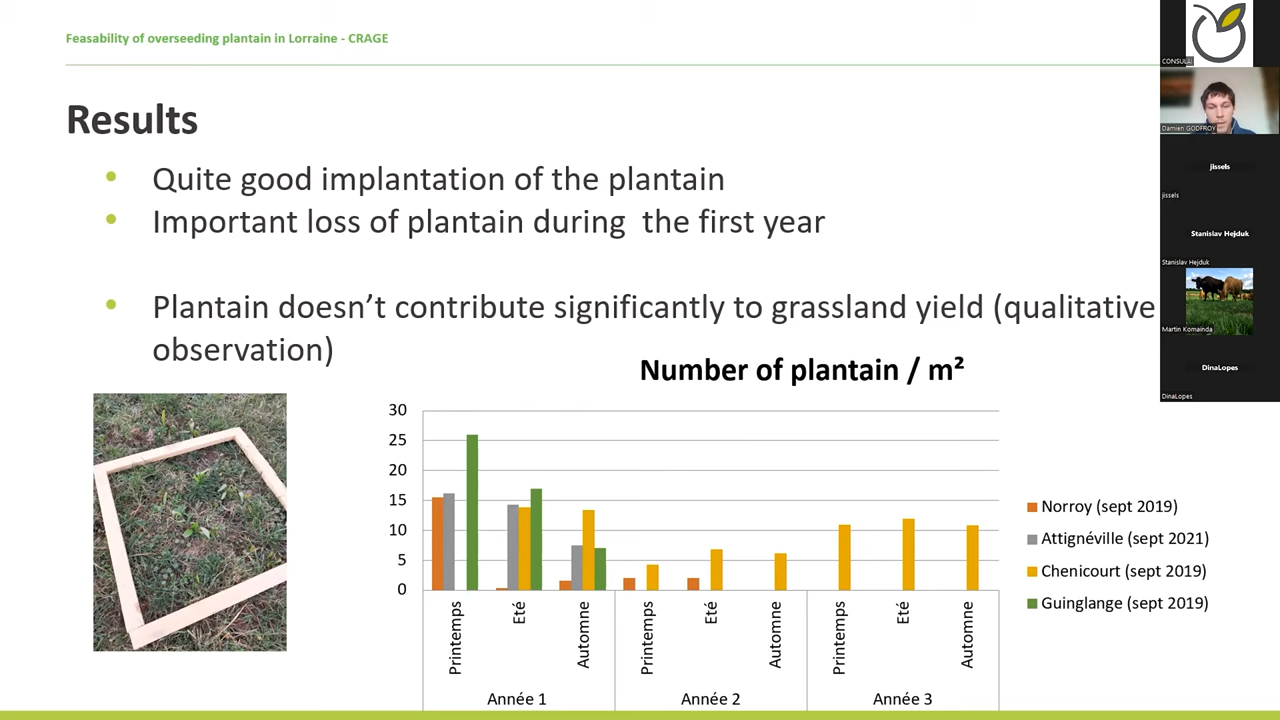 Feasability of overseeding plantain in Lorraine - CRAGE
Results
• Quite good implantation of the plantain
• Important loss of plantain during the first year
• Plantain doesn’t contribute significantly to grassland yield (qualitative
observation)
Number of plantain / m²
30
25
20
15
10
5
0
Printemps
Eté
Automne
Printemps
Eté
Automne
Printemps
Eté
Automne
Année 1
Année 2
Année 3
Norroy (sept 2019)
Attignéville (sept 2021)
Chenicourt (sept 2019)
Guinglange (sept 2019)
CONSULAI
Damien GODFROY
jissels
jissels
Stanislav Hejduk
Stanislav Hejduk
Martin Komainda
DinaLopes
DinaLopes